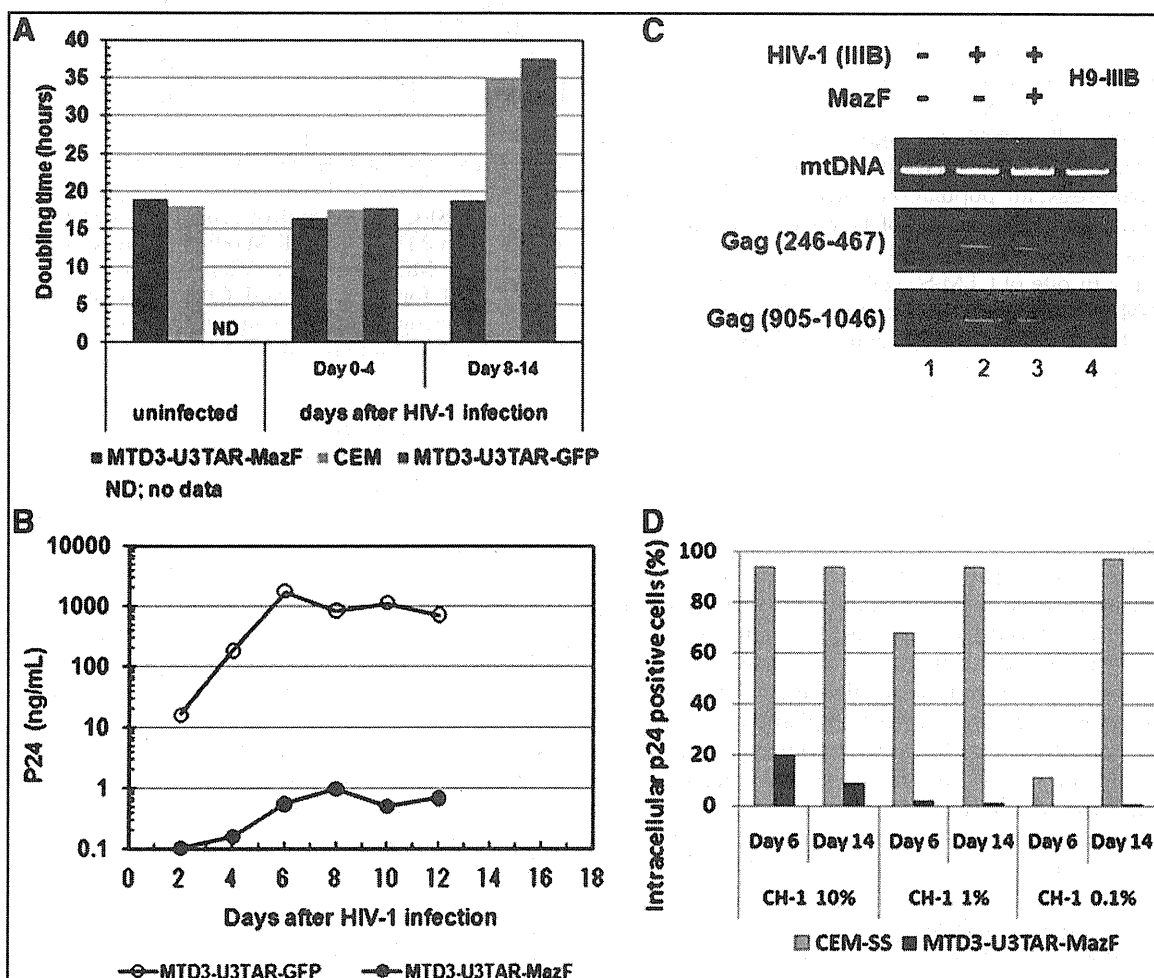 A
40
35
30
25
20
15
10
5
0
Doubling time (hours)
ND
Day 0-4
Day 8-14
uninfected
days after HIV-1 infection
MTD3-U3TAR-MazF CEM MTD3-U3TAR-GFP
ND; no data
B
10000
1000
100
10
1
0.1
P24 (ng/mL)
0 2 4 6 8 10 12 14 16 18
Days after HIV-1 infection
MTD3-U3TAR-GFP MTD3-U3TAR-MazF
C
HIV-1 (IIIB) - + + H9-IIIB
MazF - - +
mtDNA
Gag (246-467)
Gag (905-1046)
1 2 3 4
D
100
80
60
40
20
0
Intracellular p24 positive cells (%)
Day 6 Day 14 Day 6 Day 14 Day 6 Day 14
CH-1 10% CH-1 1% CH-1 0.1%
CEM-SS MTD3-U3TAR-MazF